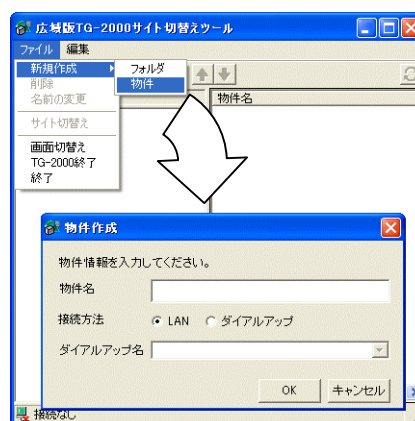 広域版TG-2000サイト切替えツール
ファイル 編集
新規作成
フォルダ
削除
物件
名前の変更
物件名
サイト切替え
画面切替え
TG-2000終了
終了
物件作成
物件情報を入力してください。
物件名
接続方法 LAN ダイアルアップ
ダイアルアップ名
OK キャンセル
接続なし